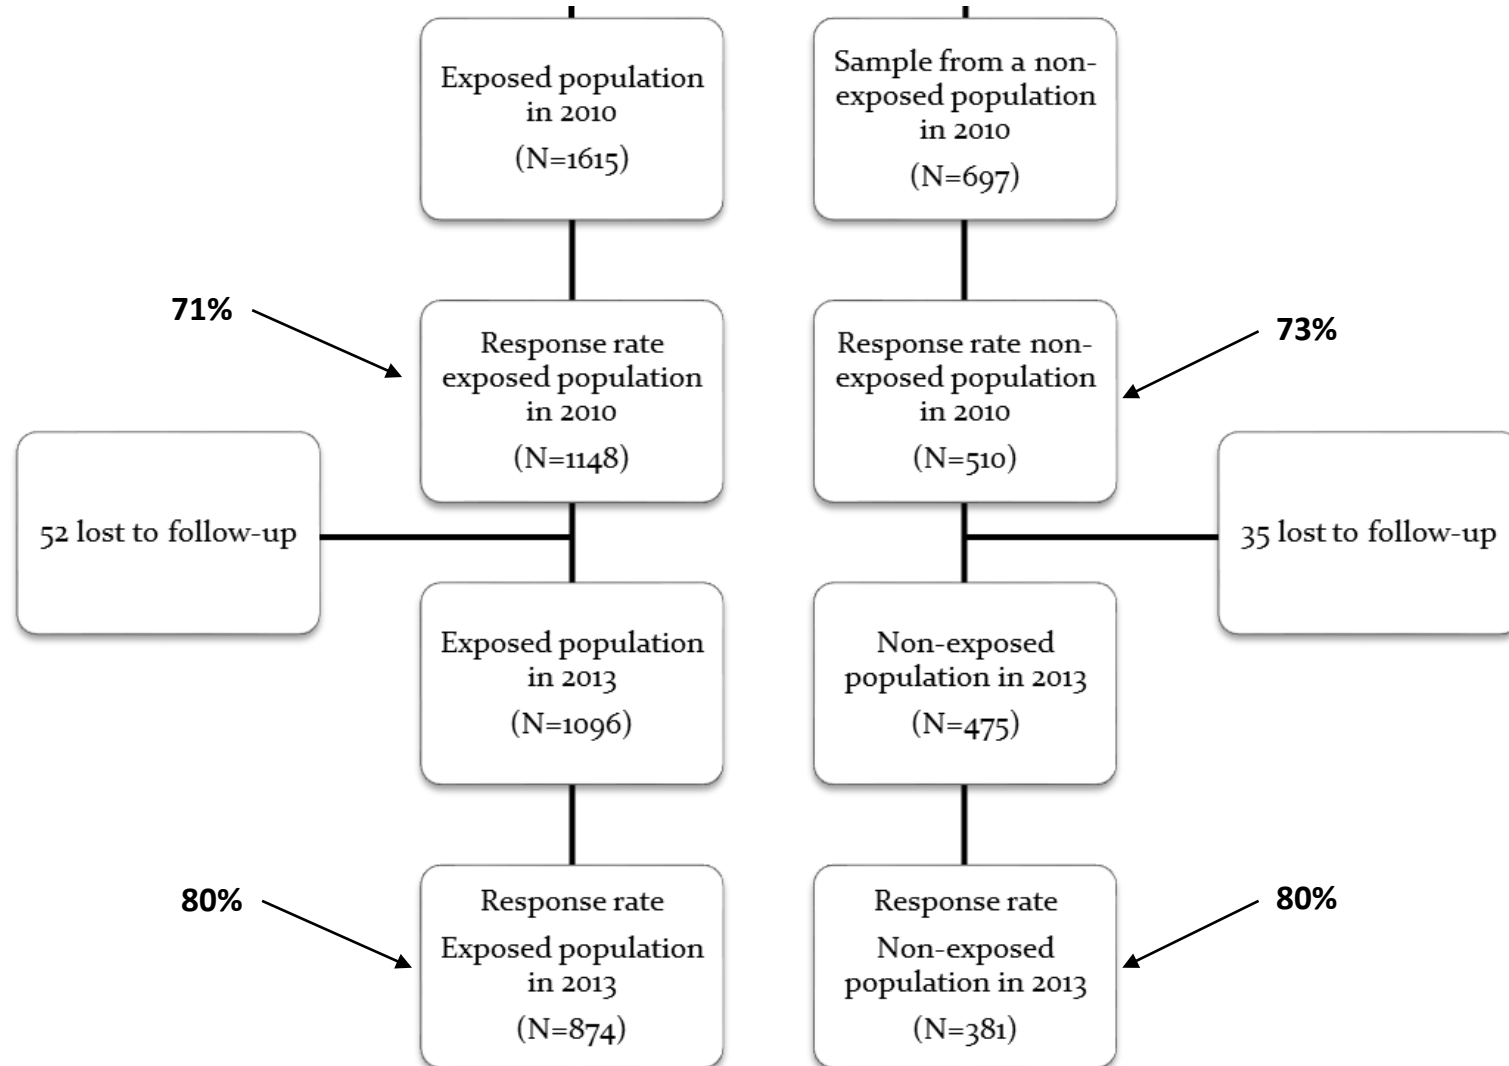 Exposed population
in 2010
(N=1615)
Sample from a non-
exposed population
in 2010
(N=697)
71%
Response rate
exposed population
in 2010
(N=1148)
Response rate non-
exposed population
in 2010
(N=510)
73%
52 lost to follow-up
35 lost to follow-up
Exposed population
in 2013
(N=1096)
Non-exposed
population in 2013
(N=475)
80%
Response rate
Exposed population
in 2013
(N=874)
Response rate
Non-exposed
population in 2013
(N=381)
80%